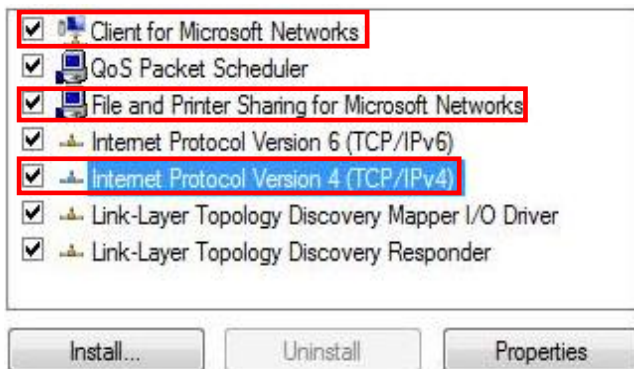 Client for Microsoft Networks
QoS Packet Scheduler
File and Printer Sharing for Microsoft Networks
Internet Protocol Version 6 (TCP/IPv6)
Internet Protocol Version 4 (TCP/IPv4)
Link-Layer Topology Discovery Mapper I/O Driver
Link-Layer Topology Discovery Responder
Install... Uninstall Properties